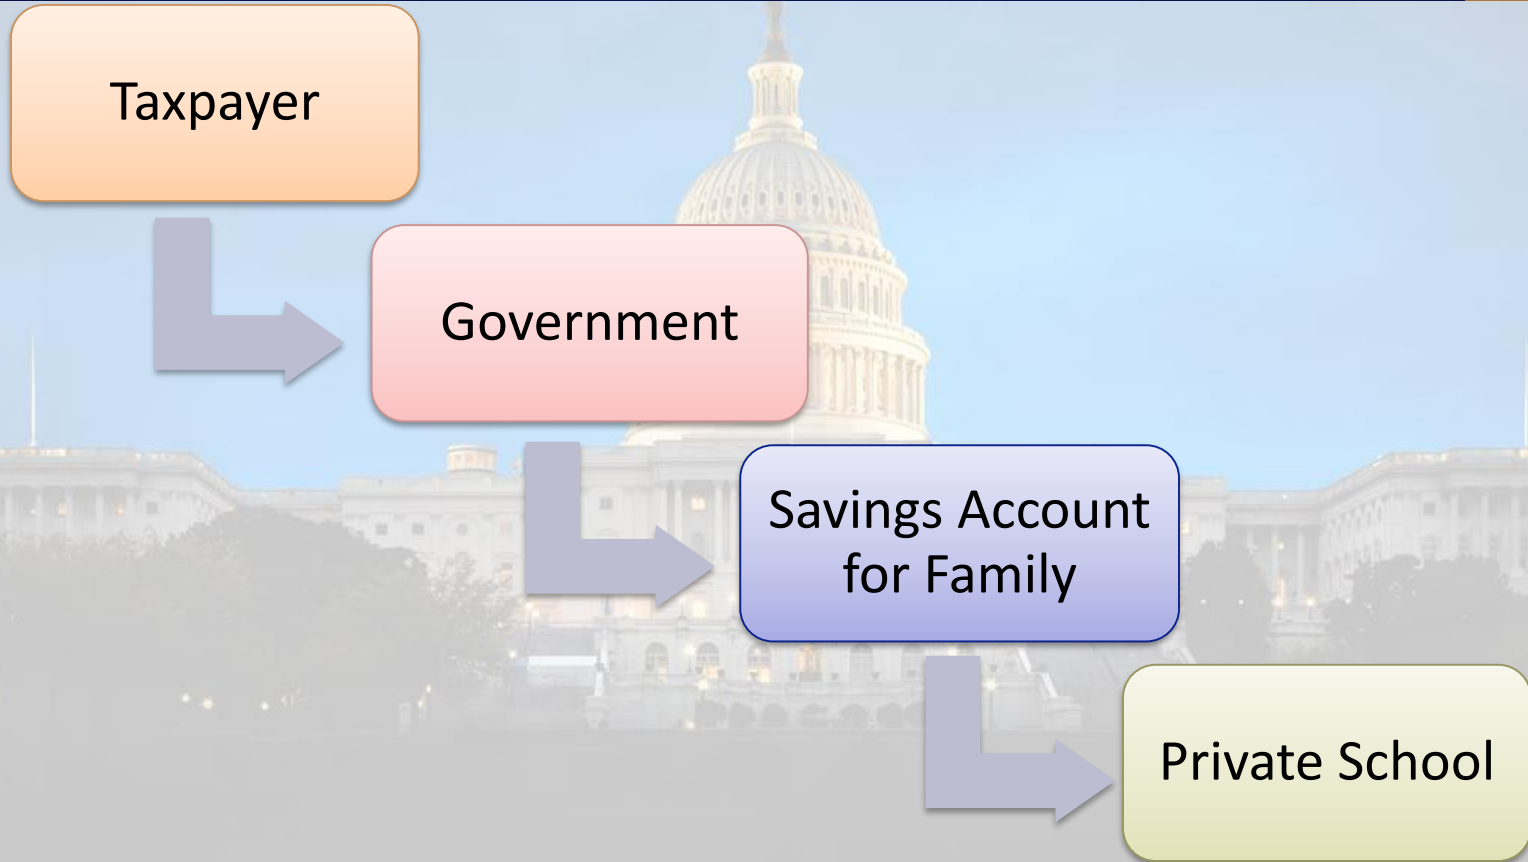 Taxpayer
Government
Savings Account
for Family
Private School